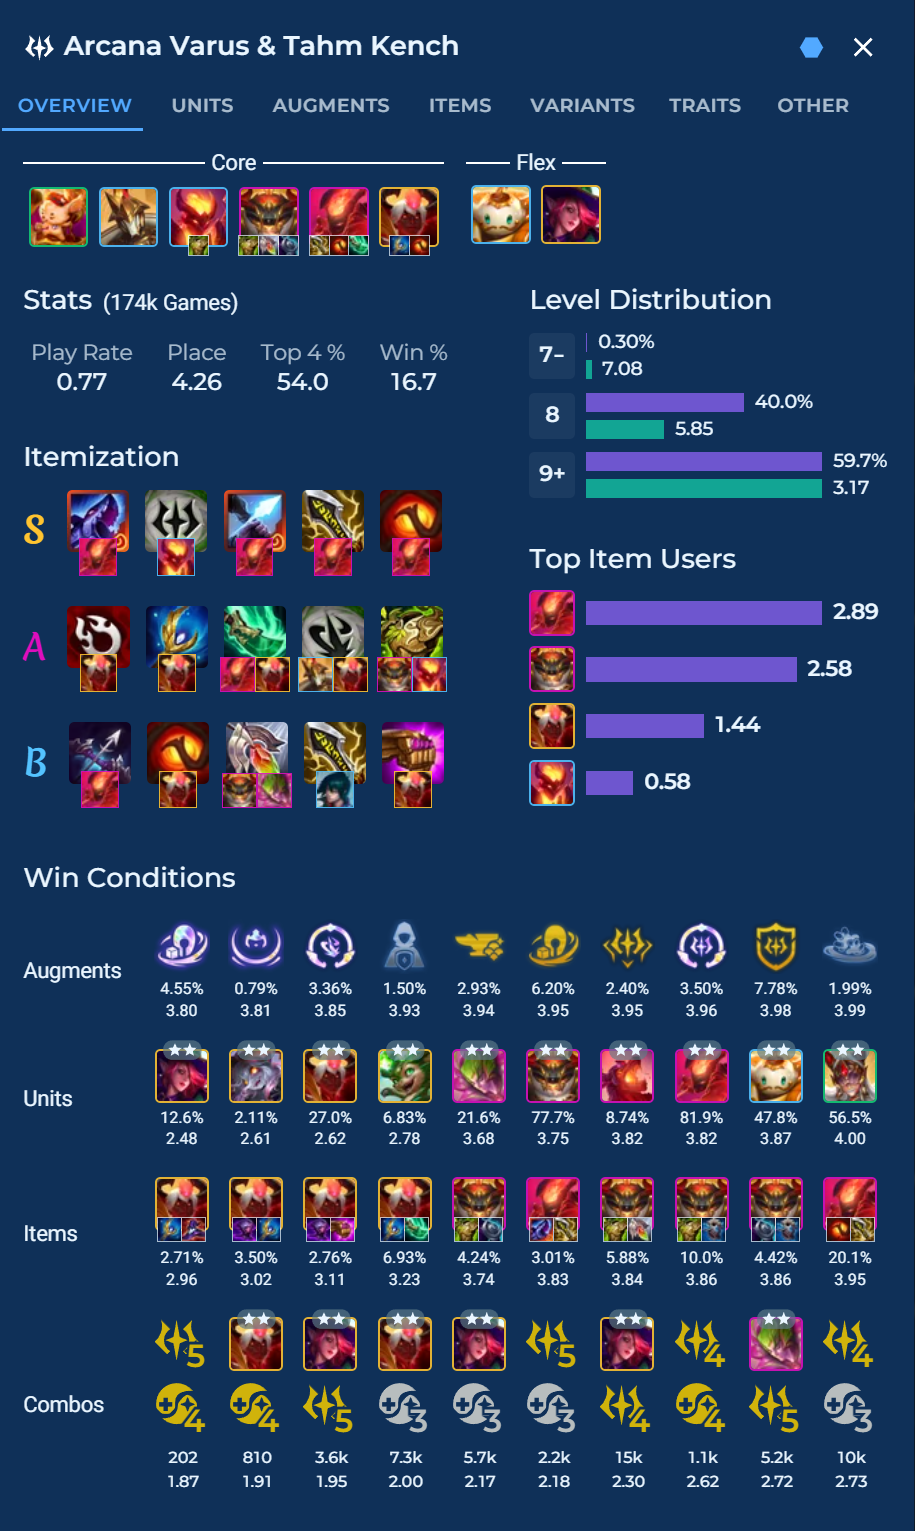 Arcana Varus & Tahm Kench
OVERVIEW UNITS AUGMENTS ITEMS VARIANTS TRAITS OTHER
Core Flex
Stats (174k Games)
Play Rate Place Top 4 % Win %
0.77 4.26 54.0 16.7
Level Distribution
7– 0.30%
7.08
8 40.0%
5.85
9+ 59.7%
3.17
Itemization
S
A
B
Top Item Users
2.89
2.58
1.44
0.58
Win Conditions
Augments
4.55% 0.79% 3.36% 1.50% 2.93% 6.20% 2.40% 3.50% 7.78% 1.99%
3.80 3.81 3.85 3.93 3.94 3.95 3.95 3.96 3.98 3.99
Units
12.6% 2.11% 27.0% 6.83% 21.6% 77.7% 8.74% 81.9% 47.8% 56.5%
2.48 2.61 2.62 2.78 3.68 3.75 3.82 3.82 3.87 4.00
Items
2.71% 3.50% 2.76% 6.93% 4.24% 3.01% 5.88% 10.0% 4.42% 20.1%
2.96 3.02 3.11 3.23 3.74 3.83 3.84 3.86 3.86 3.95
5 5 4 4
Combos
4 4 5 3 3 3 4 4 5 3
202 810 3.6k 7.3k 5.7k 2.2k 15k 1.1k 5.2k 10k
1.87 1.91 1.95 2.00 2.17 2.18 2.30 2.62 2.72 2.73